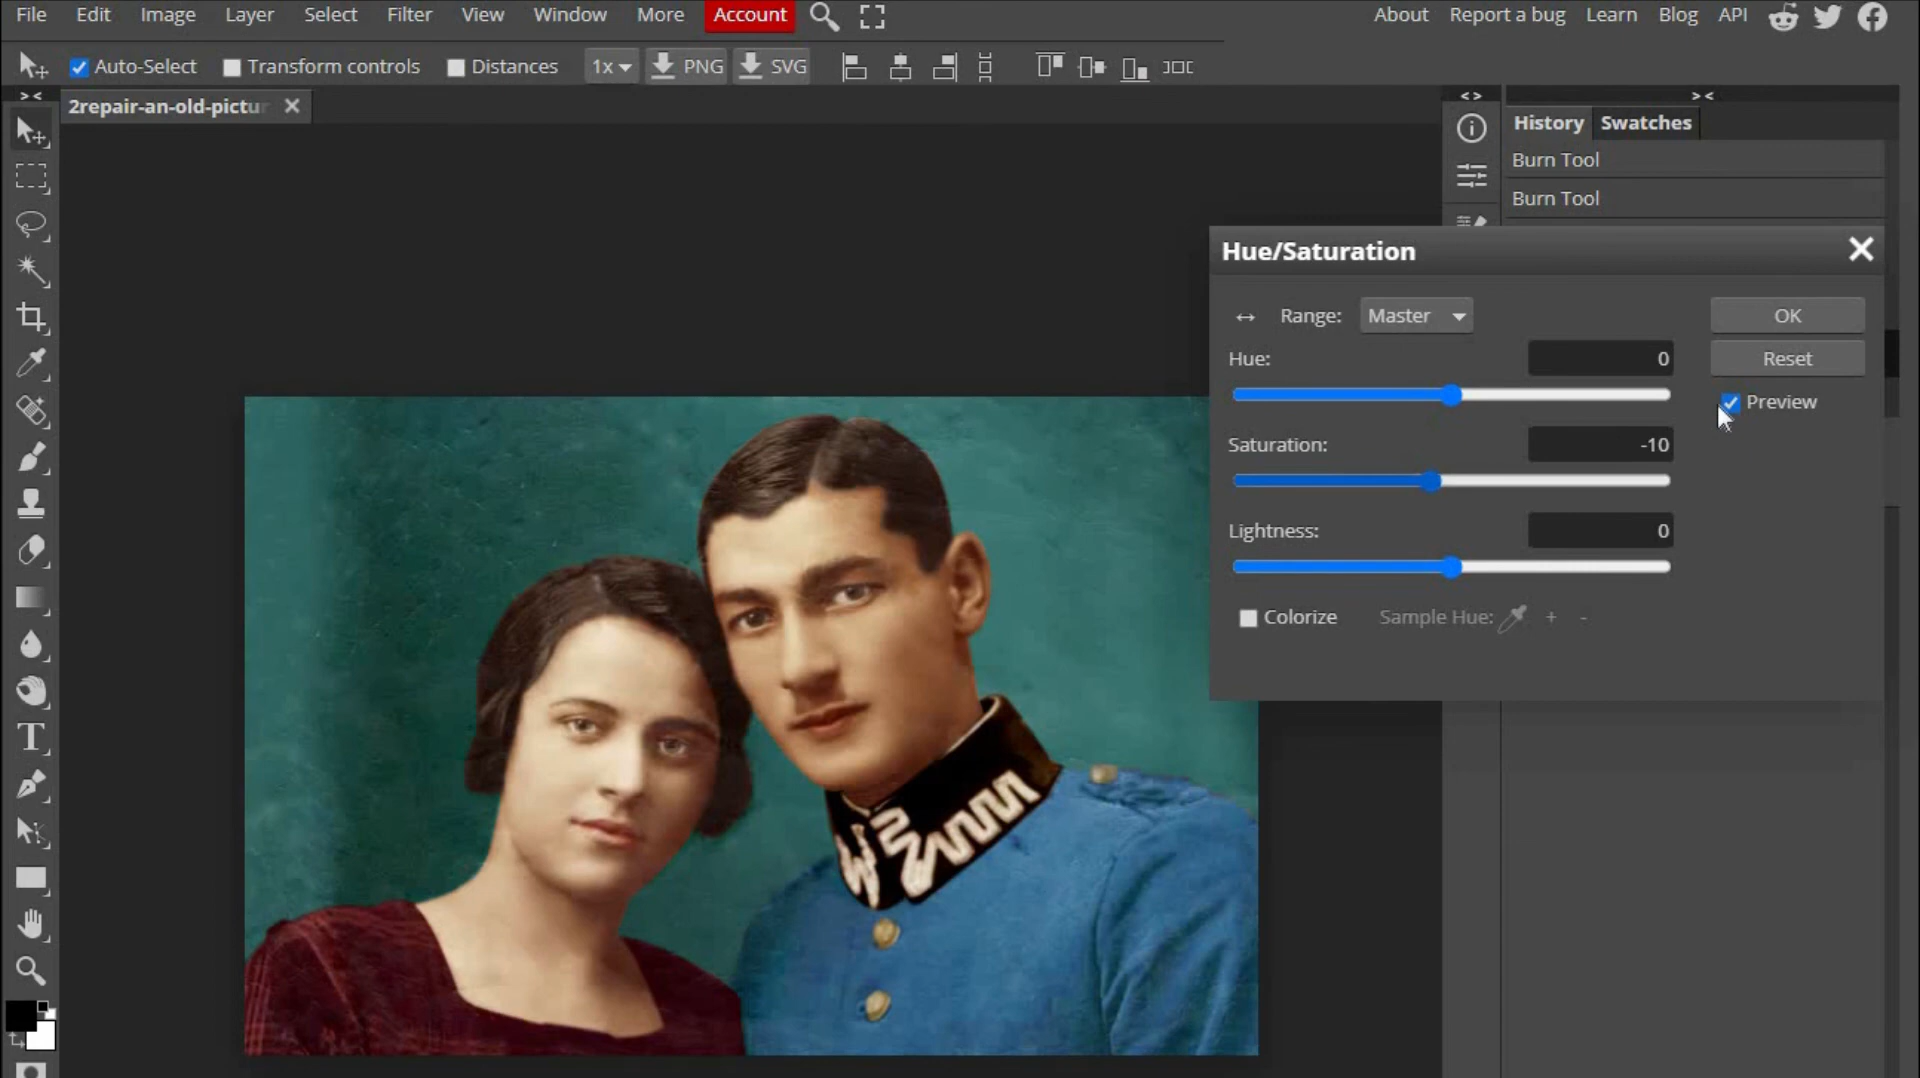 File Edit Image Layer Select Filter View Window More Account About Report a bug Learn Blog API
Auto-Select Transform controls Distances 1x PNG SVG
2repair-an-old-pictur
History Swatches
Burn Tool
Burn Tool
Hue/Saturation
Range: Master OK
Hue: 0 Reset
Preview
Saturation: -10
Lightness: 0
Colorize Sample Hue: + -